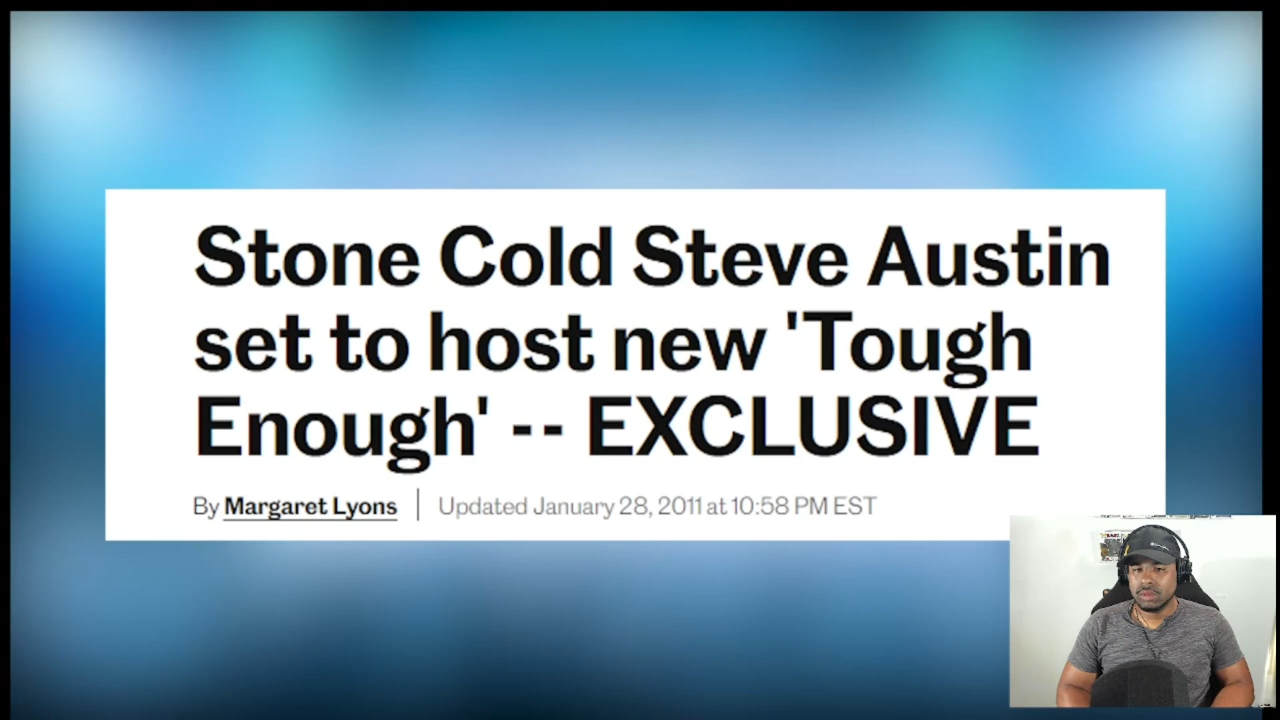 Stone Cold Steve Austin
set to host new 'Tough
Enough' -- EXCLUSIVE
By Margaret Lyons | Updated January 28, 2011 at 10:58 PM EST